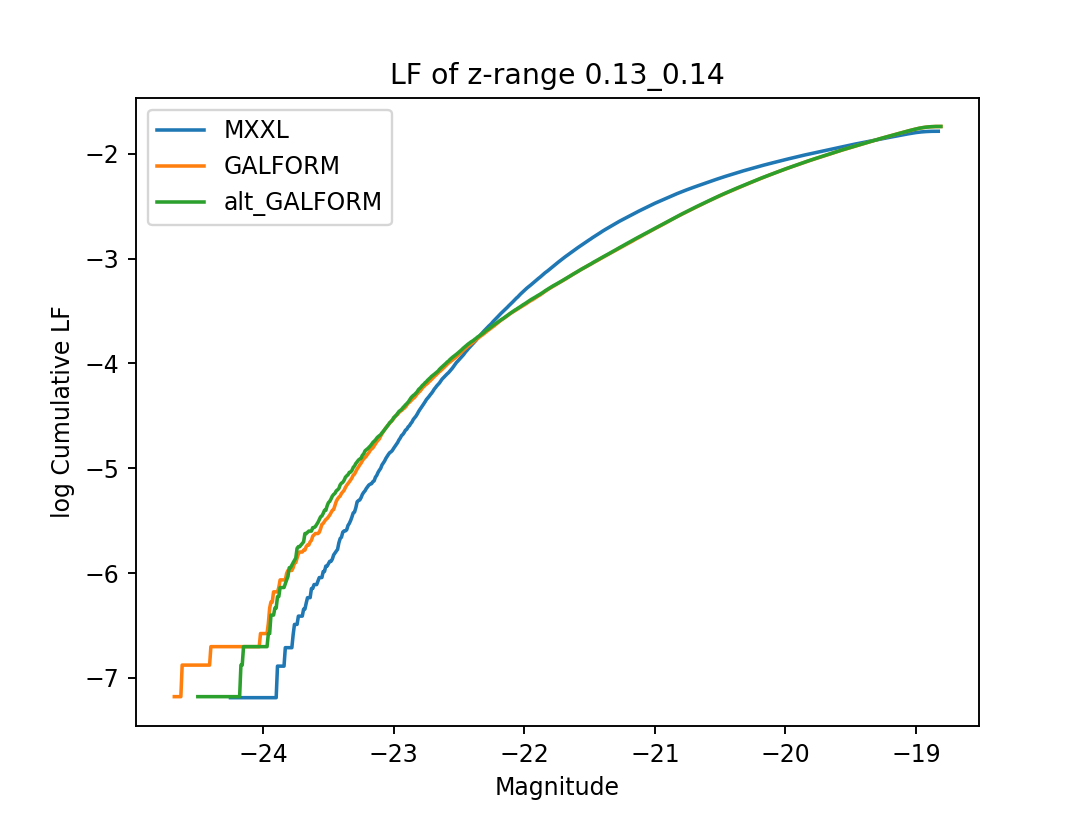 LF of z-range 0.13_0.14
MXXL
GALFORM
alt_GALFORM
log Cumulative LF
−2
−3
−4
−5
−6
−7
−24
−23
−22
−21
−20
−19
Magnitude